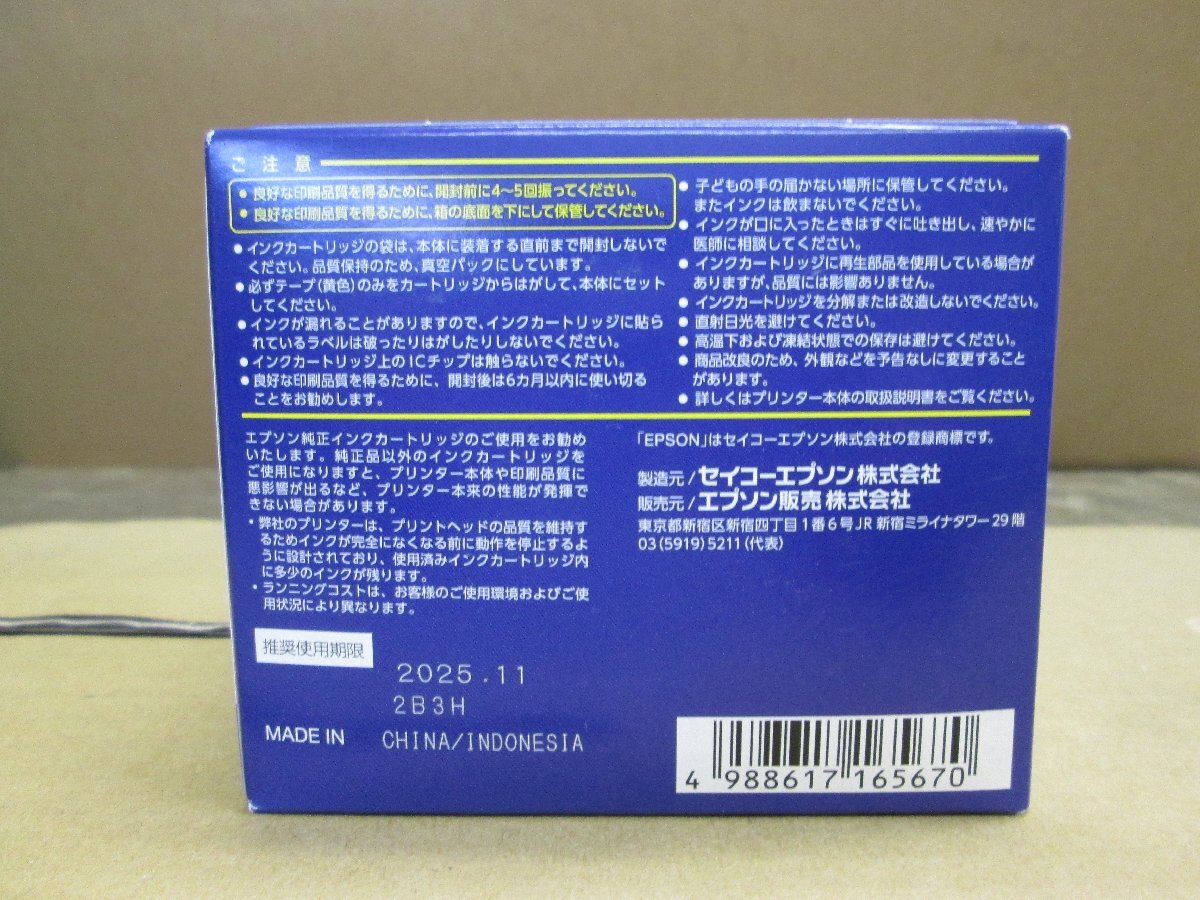 ご注意
• 良好な印刷品質を得るために、開封前に4～5回振ってください。
• 良好な印刷品質を得るために、箱の底面を下にして保管してください。
• インクカートリッジの袋は、本体に装着する直前まで開封しないで
ください。品質保持のため、真空パックにしています。
• 必ずテープ(黄色)のみをカートリッジからはがして、本体にセット
してください。
• インクが漏れることがありますので、インクカートリッジに貼ら
れているラベルは破ったりはがしたりしないでください。
• インクカートリッジ上のICチップは触らないでください。
• 良好な印刷品質を得るために、開封後は6カ月以内に使い切る
ことをお勧めします。
• 子どもの手の届かない場所に保管してください。
またインクは飲まないでください。
• インクが口に入ったときはすぐに吐き出し、速やかに
医師に相談してください。
• インクカートリッジに再生部品を使用している場合が
ありますが、品質には影響ありません。
• インクカートリッジを分解または改造しないでください。
• 直射日光を避けてください。
• 高温下および凍結状態での保存は避けてください。
• 商品改良のため、外観などを予告なしに変更すること
があります。
• 詳しくはプリンター本体の取扱説明書をご覧ください。
エプソン純正インクカートリッジのご使用をお勧め
いたします。純正品以外のインクカートリッジを
ご使用になりますと、プリンター本体や印刷品質に
悪影響が出るなど、プリンター本来の性能が発揮で
きない場合があります。
• 弊社のプリンターは、プリントヘッドの品質を維持す
るためインクが完全になくなる前に動作を停止するよ
うに設計されており、使用済みインクカートリッジ内
に多少のインクが残ります。
• ランニングコストは、お客様のご使用環境およびご使
用状況により異なります。
「EPSON」はセイコーエプソン株式会社の登録商標です。
製造元/セイコーエプソン株式会社
販売元/エプソン販売株式会社
東京都新宿区新宿四丁目1番6号JR新宿ミライナタワー29階
03(5919)5211(代表)
推奨使用期限
2025.11
2B3H
MADE IN CHINA/INDONESIA
4 988617 165670